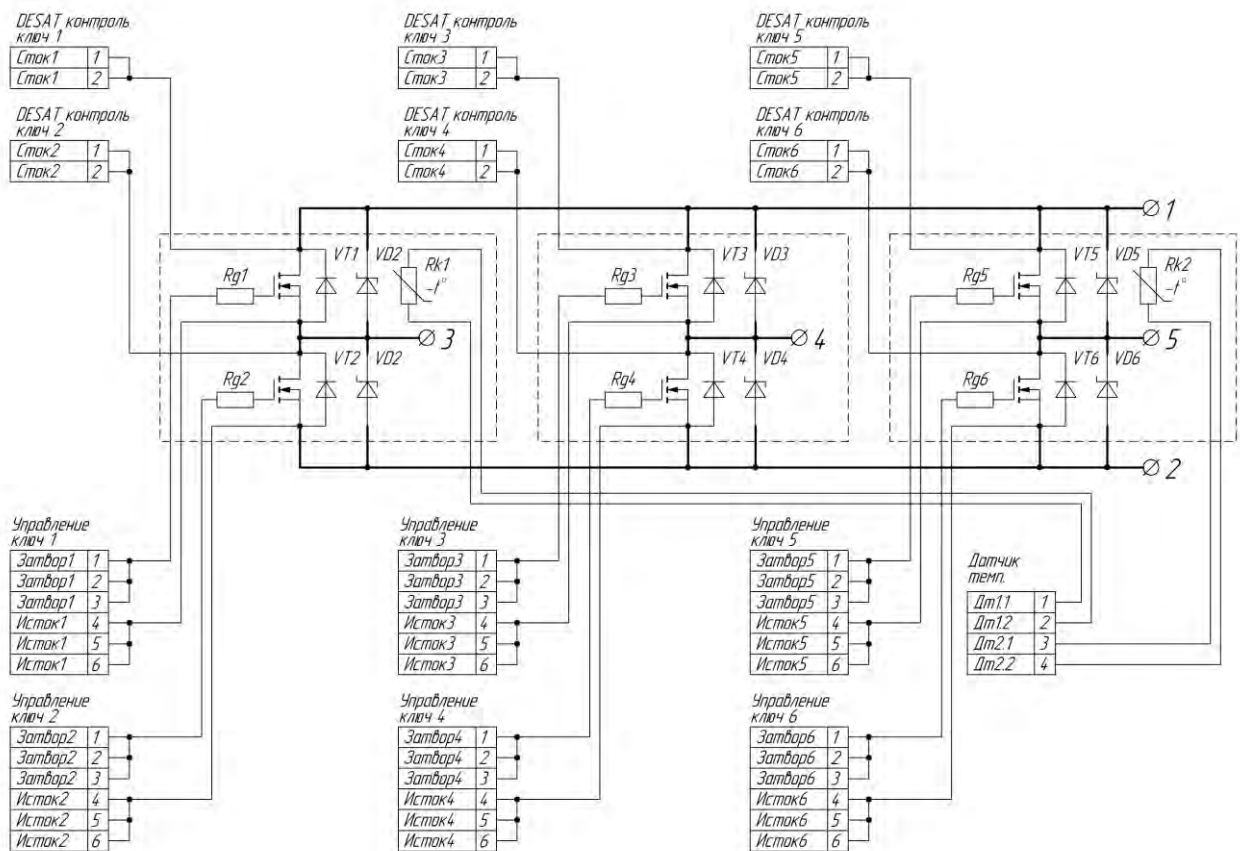 DESAT контроль
ключ 1
Сток1 1
Сток1 2
DESAT контроль
ключ 3
Сток3 1
Сток3 2
DESAT контроль
ключ 5
Сток5 1
Сток5 2
DESAT контроль
ключ 2
Сток2 1
Сток2 2
DESAT контроль
ключ 4
Сток4 1
Сток4 2
DESAT контроль
ключ 6
Сток6 1
Сток6 2
1
VT1 VD2
Rg1
Rk1
-t°
3
VT2 VD2
Rg2
VT3 VD3
Rg3
4
VT4 VD4
Rg4
VT5 VD5
Rg5
Rk2
-t°
5
VT6 VD6
Rg6
2
Управление
ключ 1
Затвор1 1
Затвор1 2
Затвор1 3
Исток1 4
Исток1 5
Исток1 6
Управление
ключ 3
Затвор3 1
Затвор3 2
Затвор3 3
Исток3 4
Исток3 5
Исток3 6
Управление
ключ 5
Затвор5 1
Затвор5 2
Затвор5 3
Исток5 4
Исток5 5
Исток5 6
Датчик
темп.
Дт1.1 1
Дт1.2 2
Дт2.1 3
Дт2.2 4
Управление
ключ 2
Затвор2 1
Затвор2 2
Затвор2 3
Исток2 4
Исток2 5
Исток2 6
Управление
ключ 4
Затвор4 1
Затвор4 2
Затвор4 3
Исток4 4
Исток4 5
Исток4 6
Управление
ключ 6
Затвор6 1
Затвор6 2
Затвор6 3
Исток6 4
Исток6 5
Исток6 6